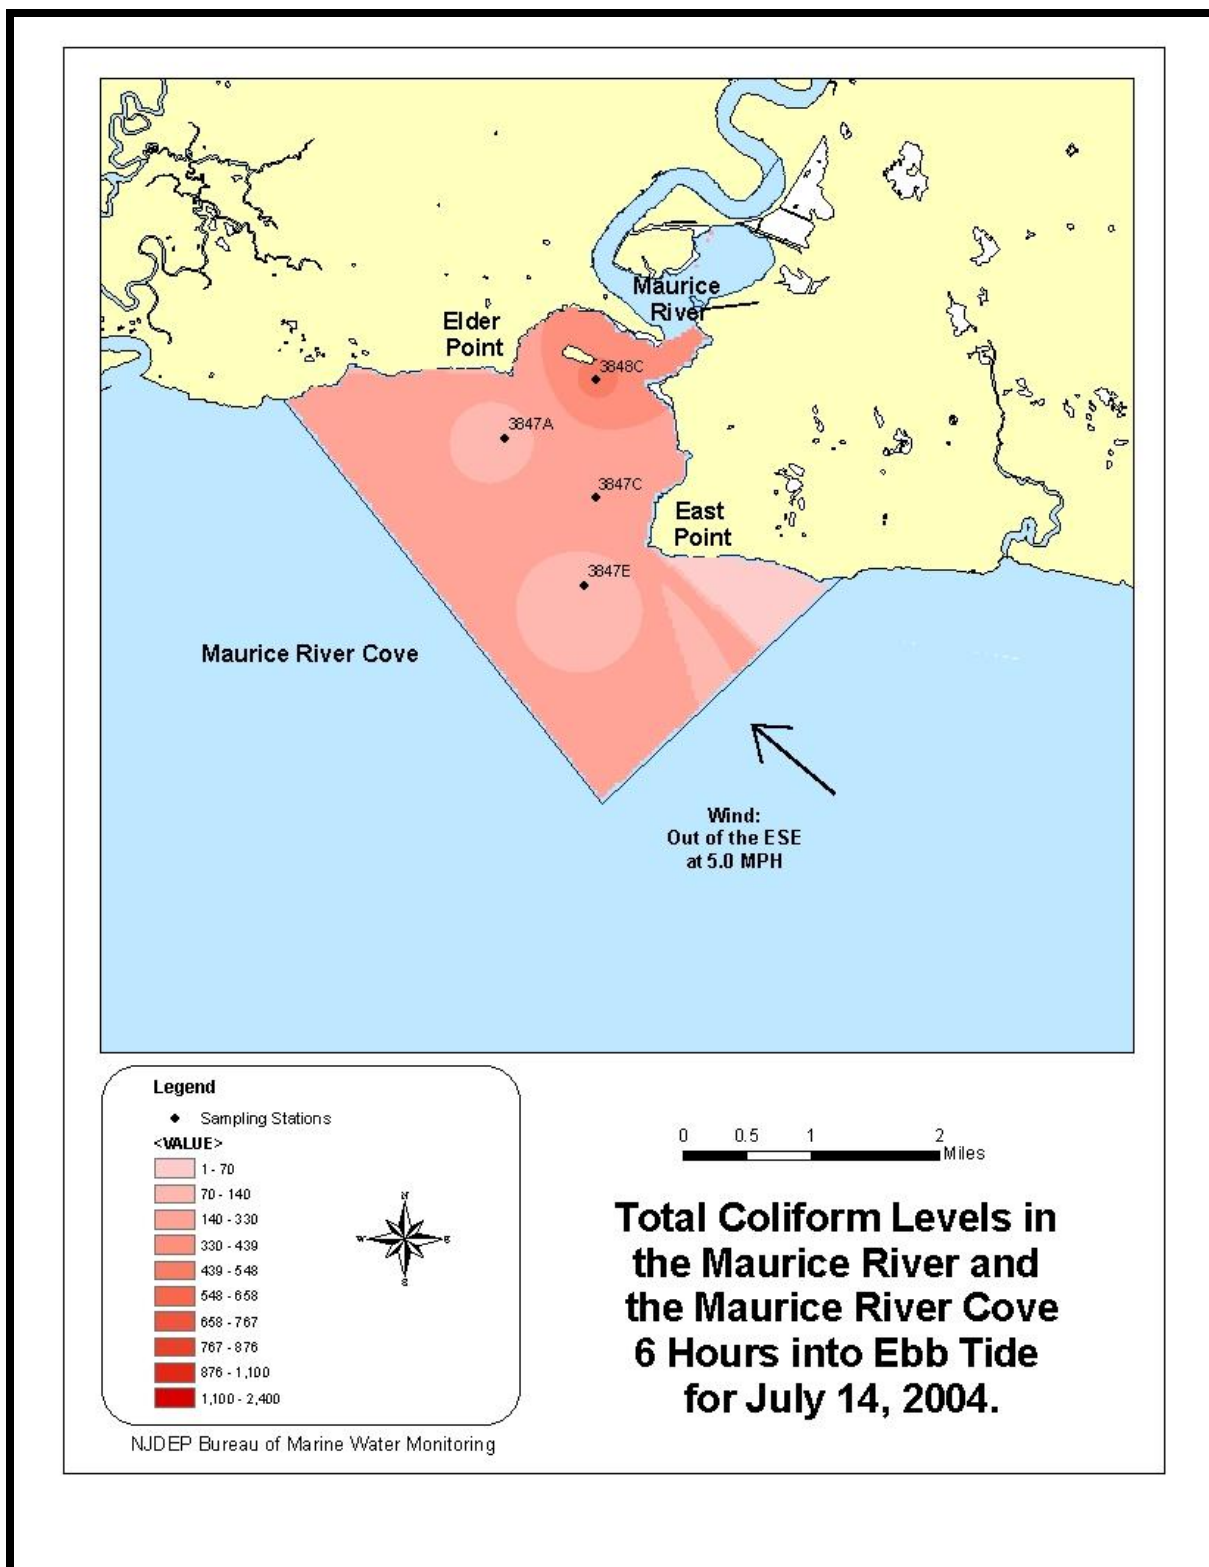 Maurice
River
Elder
Point
3848C
3847A
3847C
East
Point
3847E
Maurice River Cove
Wind:
Out of the ESE
at 5.0 MPH
Legend
Sampling Stations
<VALUE>
1 - 70
70 - 140
140 - 330
330 - 439
439 - 548
548 - 658
658 - 767
767 - 876
876 - 1,100
1,100 - 2,400
N
W E
S
0 0.5 1 2
Miles
Total Coliform Levels in
the Maurice River and
the Maurice River Cove
6 Hours into Ebb Tide
for July 14, 2004.
NJDEP Bureau of Marine Water Monitoring